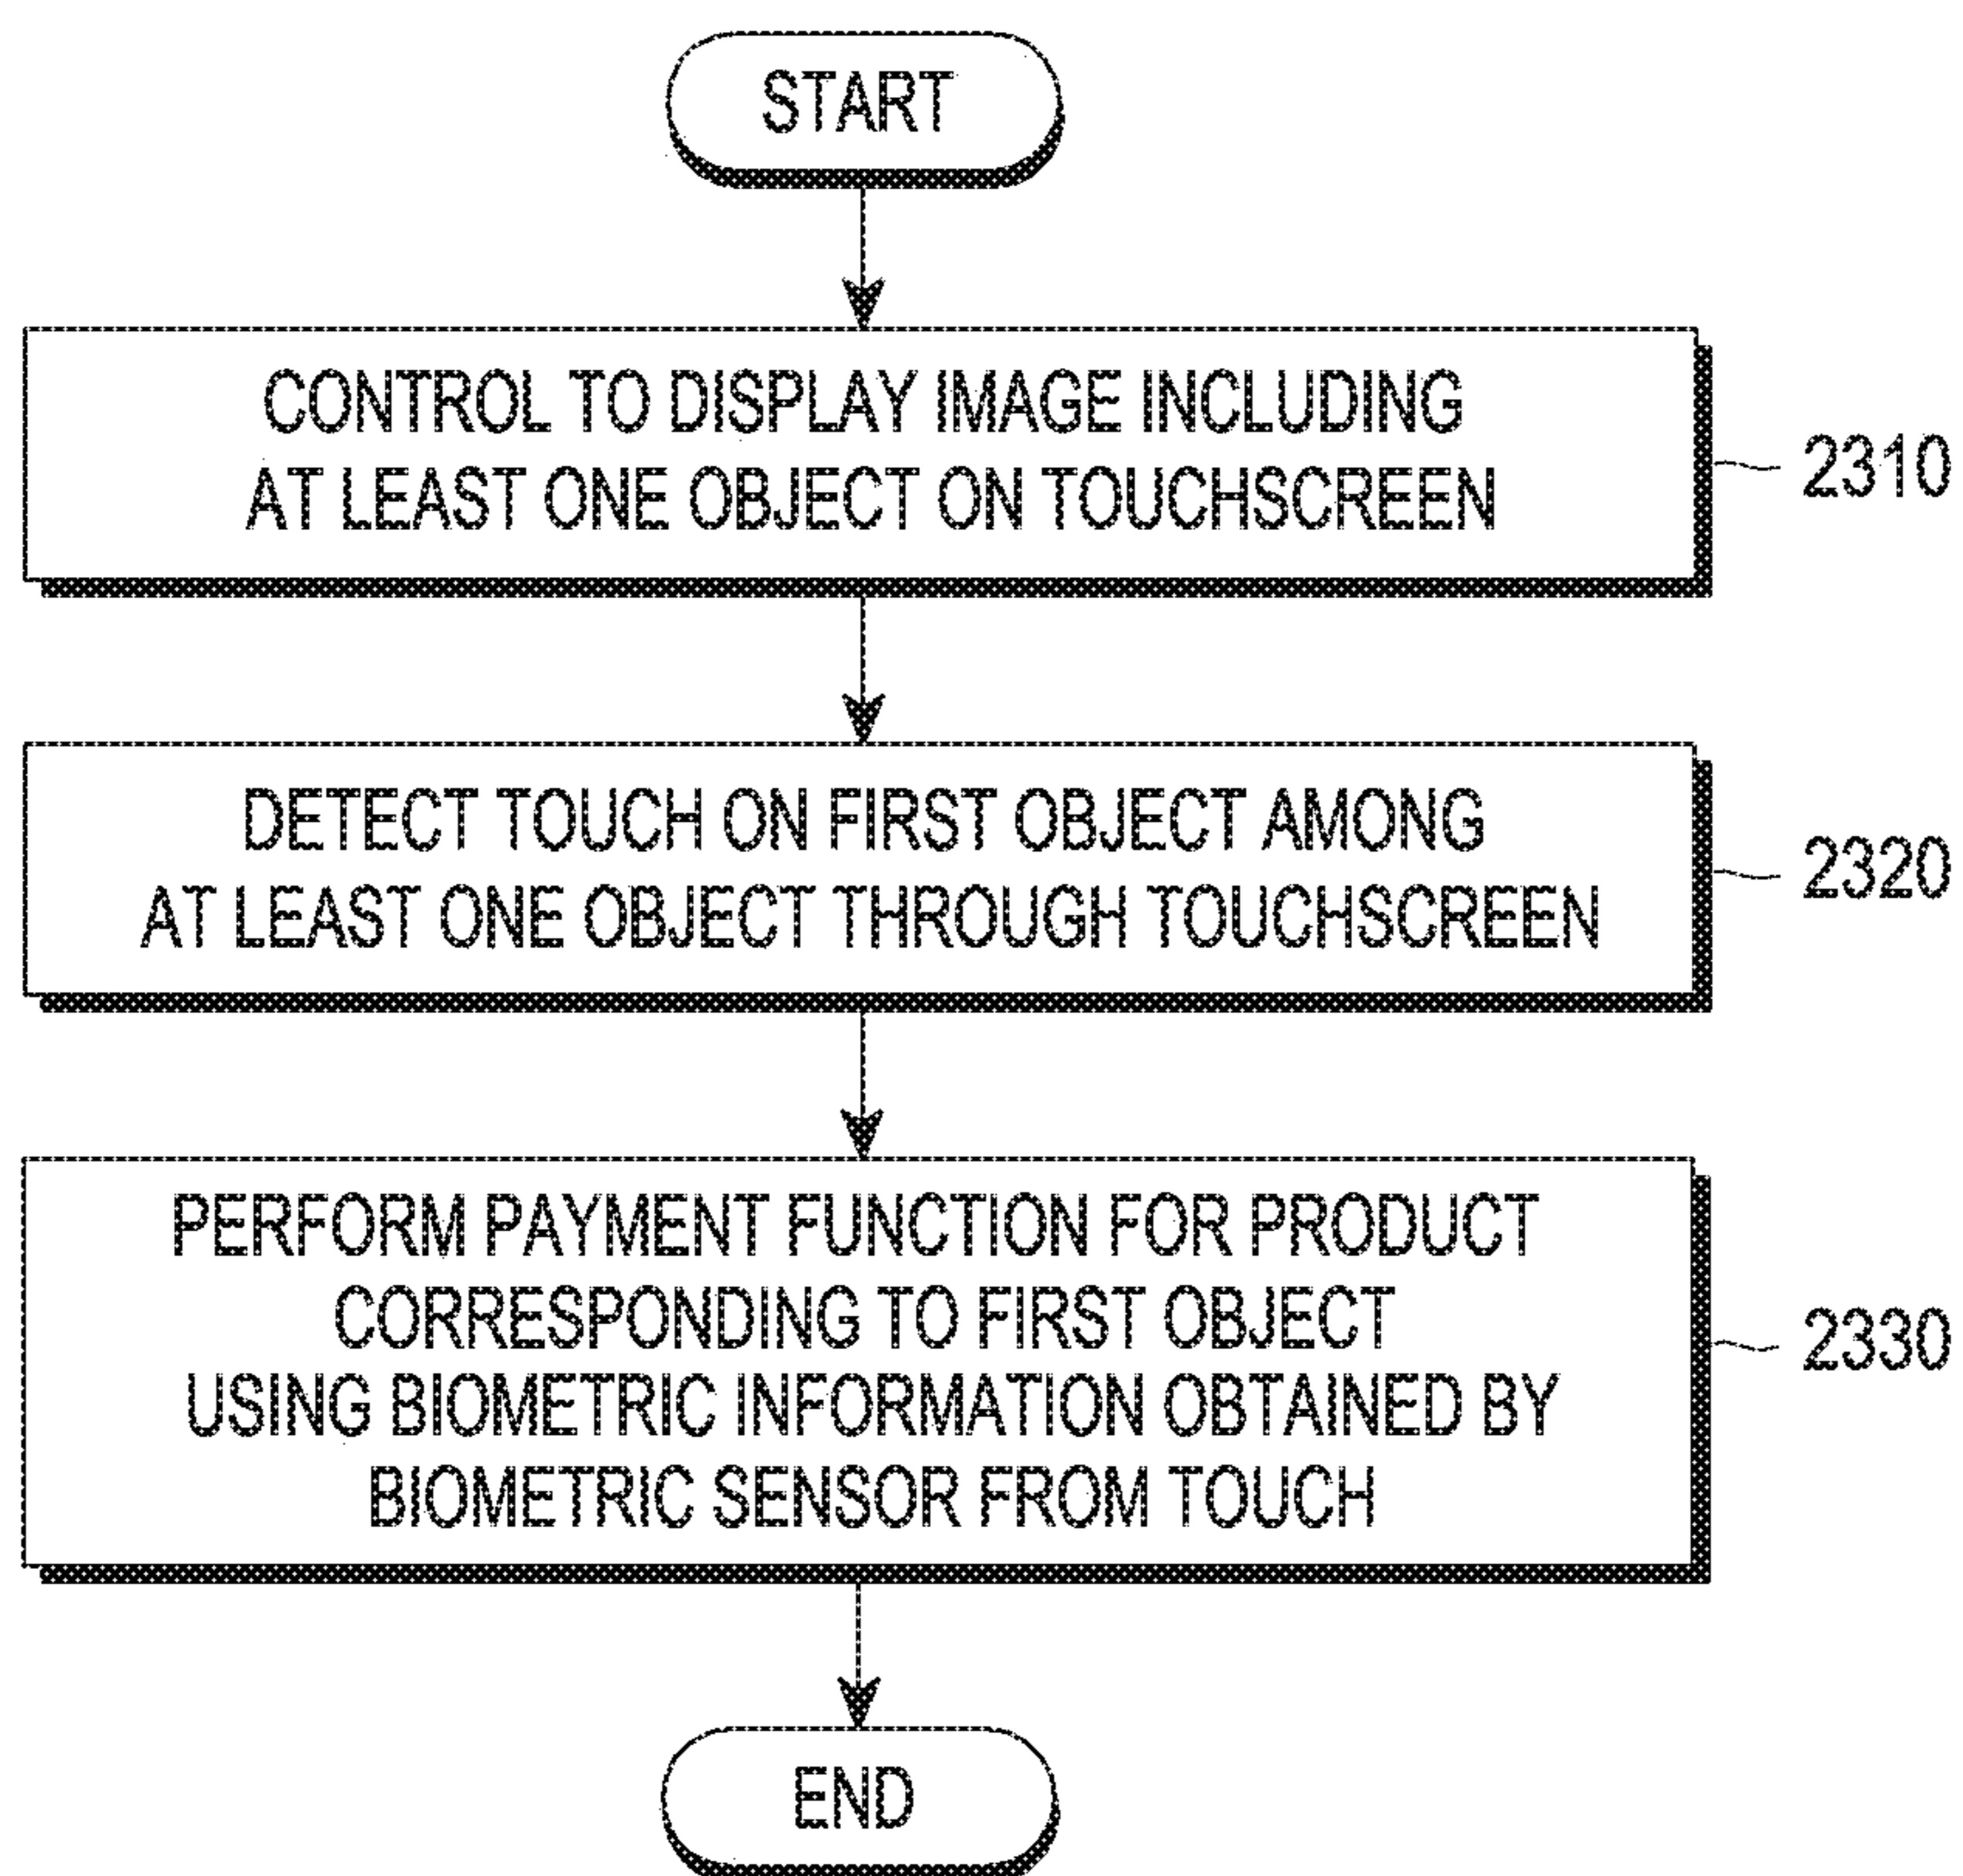 START
CONTROL TO DISPLAY IMAGE INCLUDING
AT LEAST ONE OBJECT ON TOUCHSCREEN
2310
DETECT TOUCH ON FIRST OBJECT AMONG
AT LEAST ONE OBJECT THROUGH TOUCHSCREEN
2320
PERFORM PAYMENT FUNCTION FOR PRODUCT
CORRESPONDING TO FIRST OBJECT
USING BIOMETRIC INFORMATION OBTAINED BY
BIOMETRIC SENSOR FROM TOUCH
2330
END